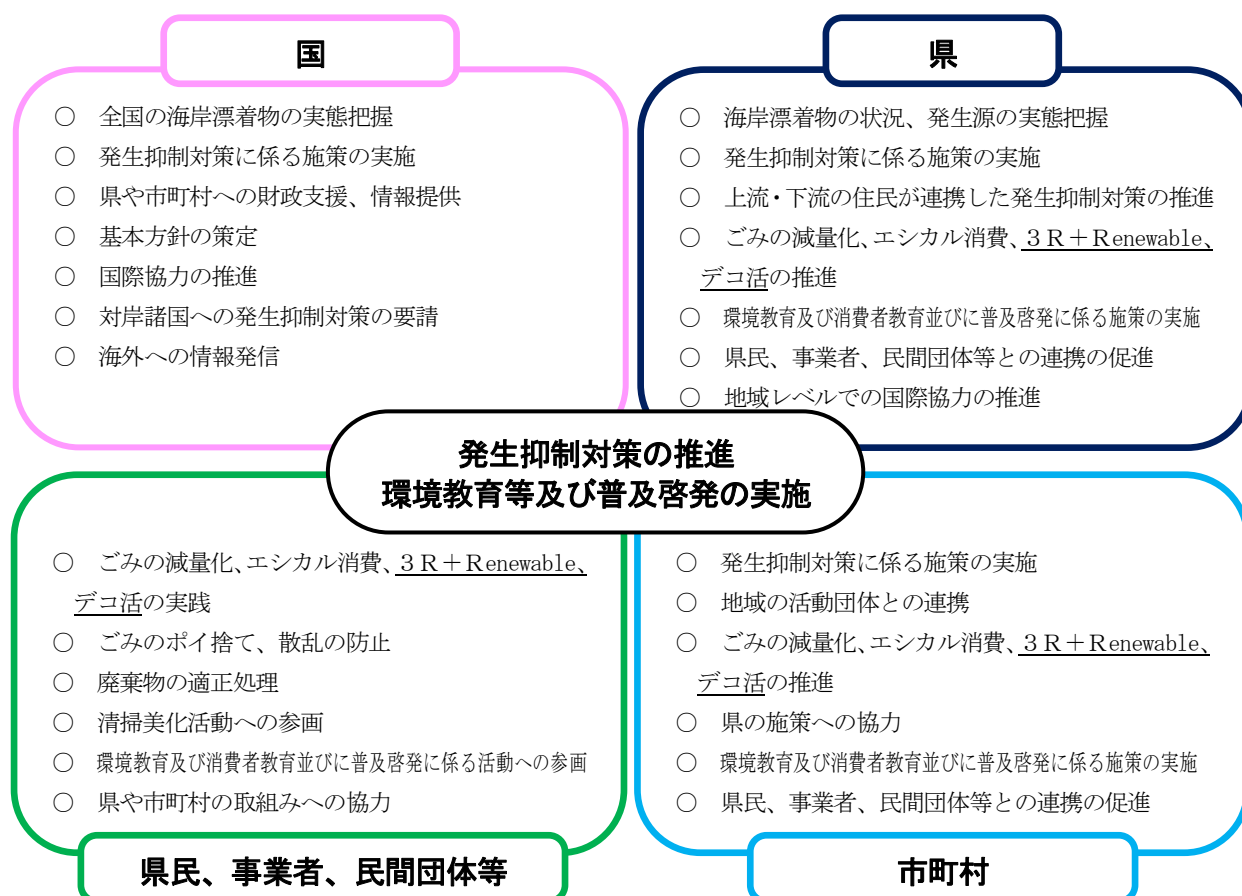 国
○ 全国の海岸漂着物の実態把握
○ 発生抑制対策に係る施策の実施
○ 県や市町村への財政支援、情報提供
○ 基本方針の策定
○ 国際協力の推進
○ 対岸諸国への発生抑制対策の要請
○ 海外への情報発信
県
○ 海岸漂着物の状況、発生源の実態把握
○ 発生抑制対策に係る施策の実施
○ 上流・下流の住民が連携した発生抑制対策の推進
○ ごみの減量化、エシカル消費、３Ｒ＋Ｒenewable、
デコ活の推進
○ 環境教育及び消費者教育並びに普及啓発に係る施策の実施
○ 県民、事業者、民間団体等との連携の促進
○ 地域レベルでの国際協力の推進
発生抑制対策の推進
環境教育等及び普及啓発の実施
○ ごみの減量化、エシカル消費、３Ｒ＋Ｒenewable、
デコ活の実践
○ ごみのポイ捨て、散乱の防止
○ 廃棄物の適正処理
○ 清掃美化活動への参画
○ 環境教育及び消費者教育並びに普及啓発に係る活動への参画
○ 県や市町村の取組みへの協力
県民、事業者、民間団体等
○ 発生抑制対策に係る施策の実施
○ 地域の活動団体との連携
○ ごみの減量化、エシカル消費、３Ｒ＋Ｒenewable、
デコ活の推進
○ 県の施策への協力
○ 環境教育及び消費者教育並びに普及啓発に係る施策の実施
○ 県民、事業者、民間団体等との連携の促進
市町村